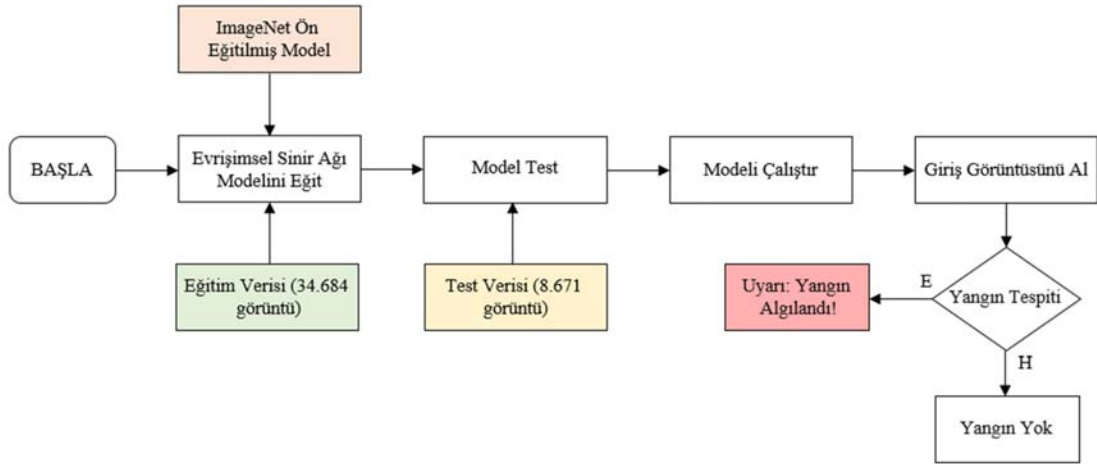 ImageNet Ön
Eğitilmiş Model
BAŞLA
Evrişimsel Sinir Ağı
Modelini Eğit
Model Test
Modeli Çalıştır
Giriş Görüntüsünü Al
Eğitim Verisi (34.684
görüntü)
Test Verisi (8.671
görüntü)
Uyarı: Yangın
Algılandı!
E
Yangın Tespiti
H
Yangın Yok